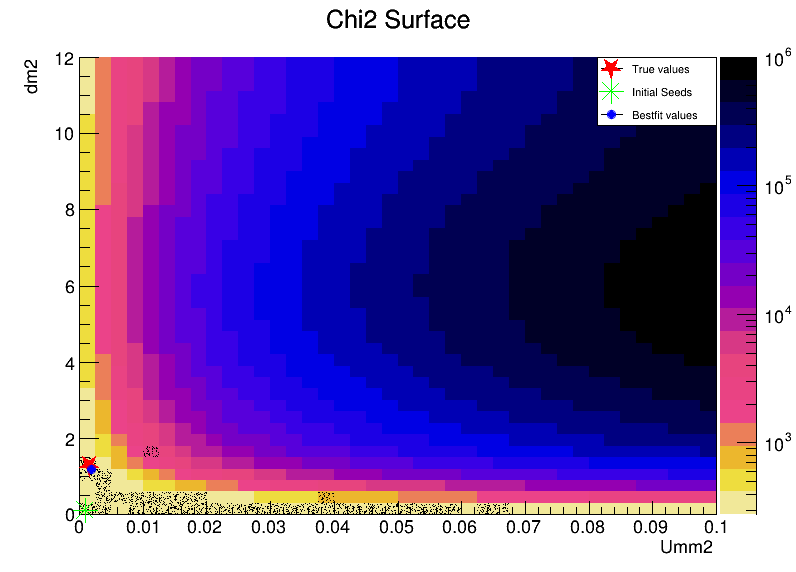 Chi2 Surface
dm2
12
10
8
6
4
2
0
True values
Initial Seeds
Bestfit values
10^6
10^5
10^4
10^3
0 0.01 0.02 0.03 0.04 0.05 0.06 0.07 0.08 0.09 0.1
Umm2